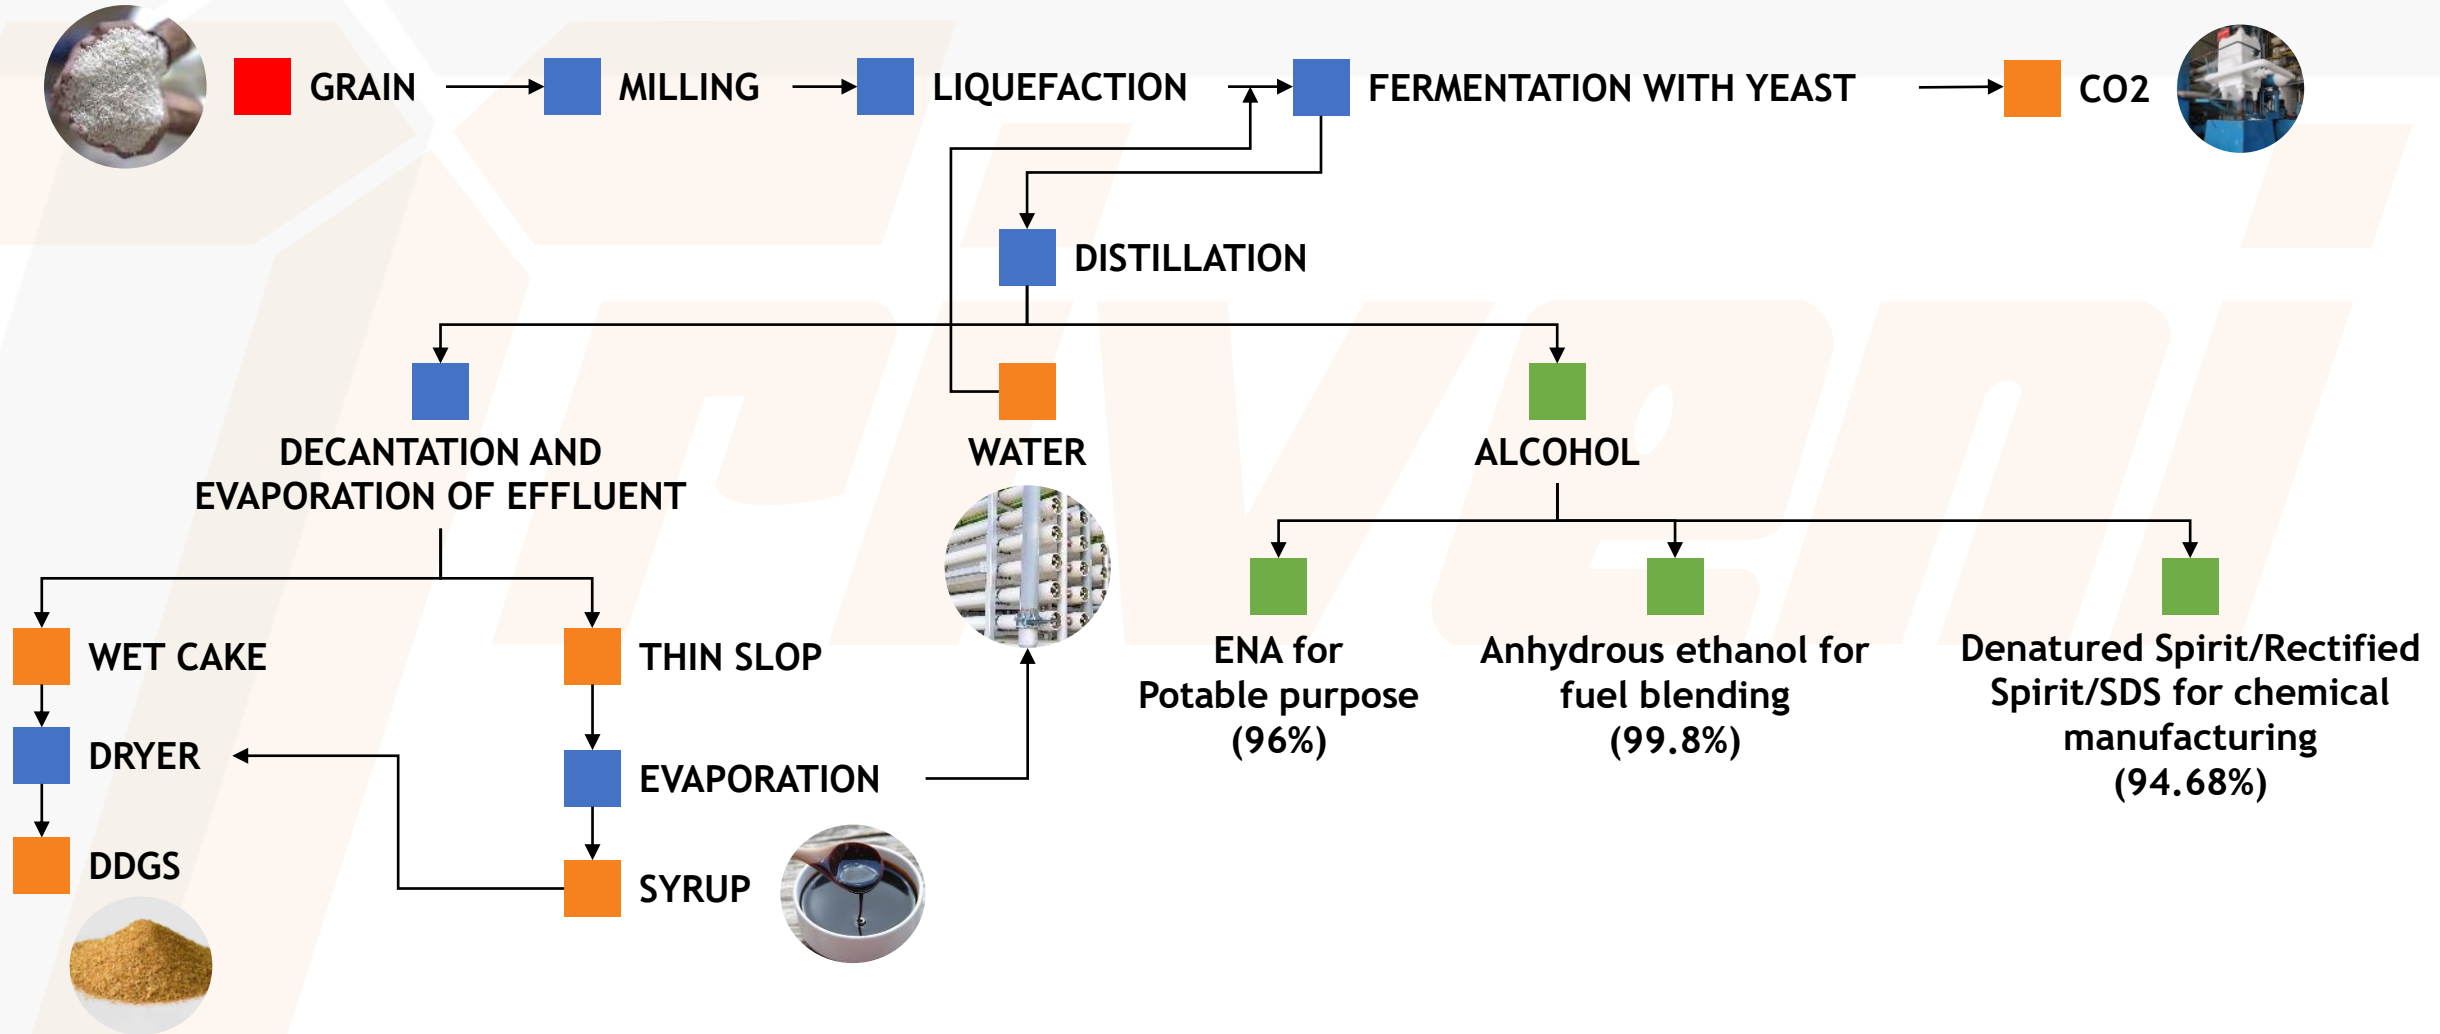 GRAIN
MILLING
LIQUEFACTION
FERMENTATION WITH YEAST
CO2
DISTILLATION
DECANTATION AND
EVAPORATION OF EFFLUENT
WATER
ALCOHOL
WET CAKE
THIN SLOP
ENA for
Potable purpose
(96%)
Anhydrous ethanol for
fuel blending
(99.8%)
Denatured Spirit/Rectified
Spirit/SDS for chemical
manufacturing
(94.68%)
DRYER
EVAPORATION
DDGS
SYRUP
Triveni